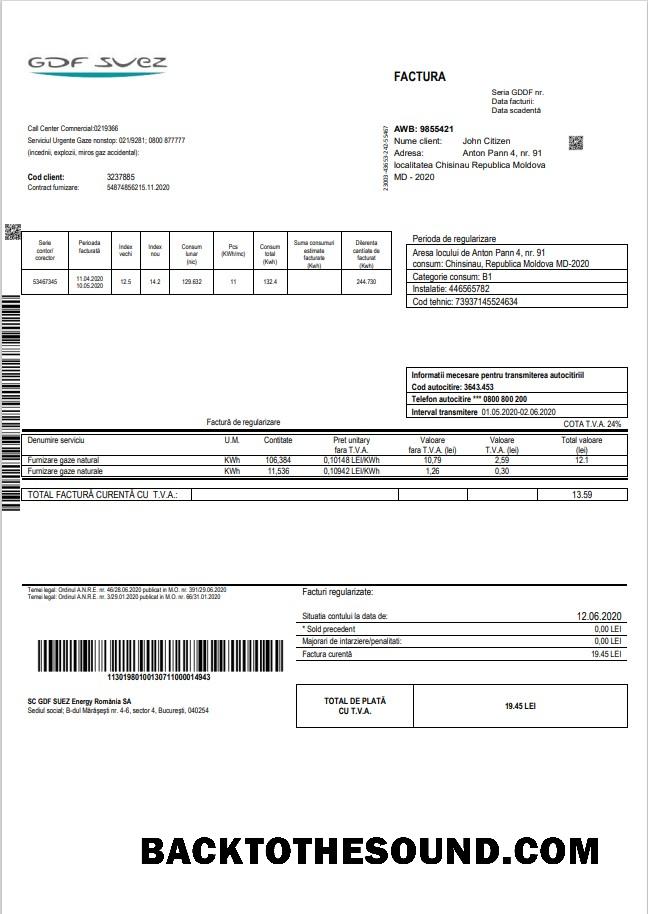 GDF SUEZ
FACTURA
Seria GDDF nr.
Data facturii:
Data scadentă
Call Center Comnercial:0219366
Serviciul Urgente Gaze nonstop: 021/9281; 0800 877777
(incednii, explozii, miros gaz accidental):
Cod client: 3237885
Contract furnizare: 54874856215.11.2020
23003-43653-242-55467
AWB: 9855421
Nume client: John Citizen
Adresa: Anton Pann 4, nr. 91
localitatea Chisinau Republica Moldova
MD - 2020
Serie contor/ corector Perioada facturată Index vechi Index nou Consum lunar (nic) Pcs (KWh/mc) Consum total (Kwh) Suma consumuri estimate facturate (Kwh) Dilerenta cantiate de facturat (Kwh)
53467345 11.04.2020 10.05.2020 12.5 14.2 129.632 11 132.4 244.730
Perioda de regularizare
Aresa locului de Anton Pann 4, nr. 91
consum: Chinsinau, Republica Moldova MD-2020
Categorie consum: B1
Instalatie: 446565782
Cod tehnic: 73937145524634
Informatii mecesare pentru transmiterea autocitiriil
Cod autocitire: 3643.453
Telefon autocitire *** 0800 800 200
Interval transmitere 01.05.2020-02.06.2020
Factură de regularizare
COTA T.V.A. 24%
Denumire serviciu U.M. Contitate Pret unitary fara T.V.A. Valoare fara T.V.A. (lei) Valoare T.V.A. (lei) Total valoare (lei)
Furnizare gaze natural KWh 106,384 0,10148 LEI/KWh 10,79 2,59 12.1
Furnizare gaze naturale KWh 11,536 0,10942 LEI/KWh 1,26 0,30
TOTAL FACTURĂ CURENTĂ CU T.V.A.: 13.59
Temei legal: Ordinul A.N.R.E. nr. 46/28.06.2020 publicat in M.O. nr. 391/29.06.2020
Temei legal: Ordinul A.N.R.E. nr. 3/29.01.2020 publicat in M.O. nr. 66/31.01.2020
Facturi regularizate:
Situatia contului la data de: 12.06.2020
* Sold precedent 0,00 LEI
Majorari de intarziere/penalitati: 0,00 LEI
Factura curentă 19.45 LEI
11301980100130711000014943
SC GDF SUEZ Energy România SA
Sediul social; B-dul Mărăşeşti nr. 4-6, sector 4, Bucureşti, 040254
TOTAL DE PLATĂ CU T.V.A. 19.45 LEI
BACKTOTHESOUND.COM